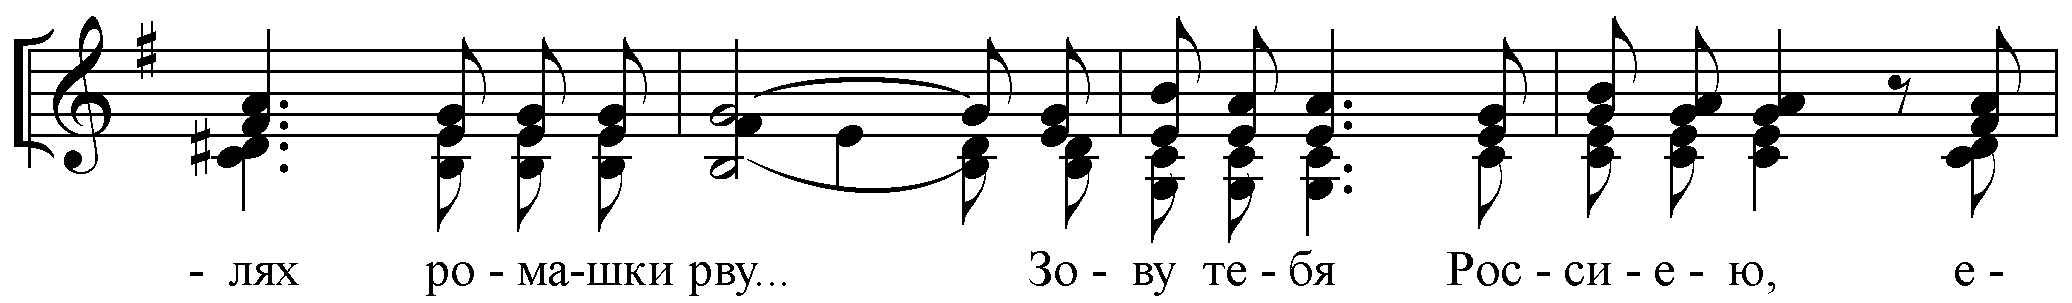 - лях ро - ма-шки рву... Зо - ву те - бя Рос - си - е - ю, е -